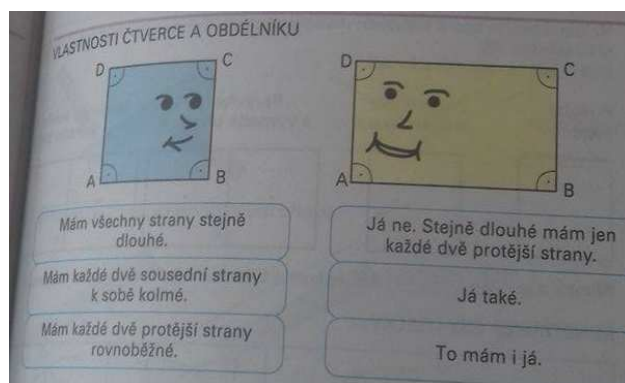 VLASTNOSTI ČTVERCE A OBDÉLNÍKU
D
C
A
B
D
C
A
B
Mám všechny strany stejně
dlouhé.
Já ne. Stejně dlouhé mám jen
každé dvě protější strany.
Mám každé dvě sousední strany
k sobě kolmé.
Já také.
Mám každé dvě protější strany
rovnoběžné.
To mám i já.